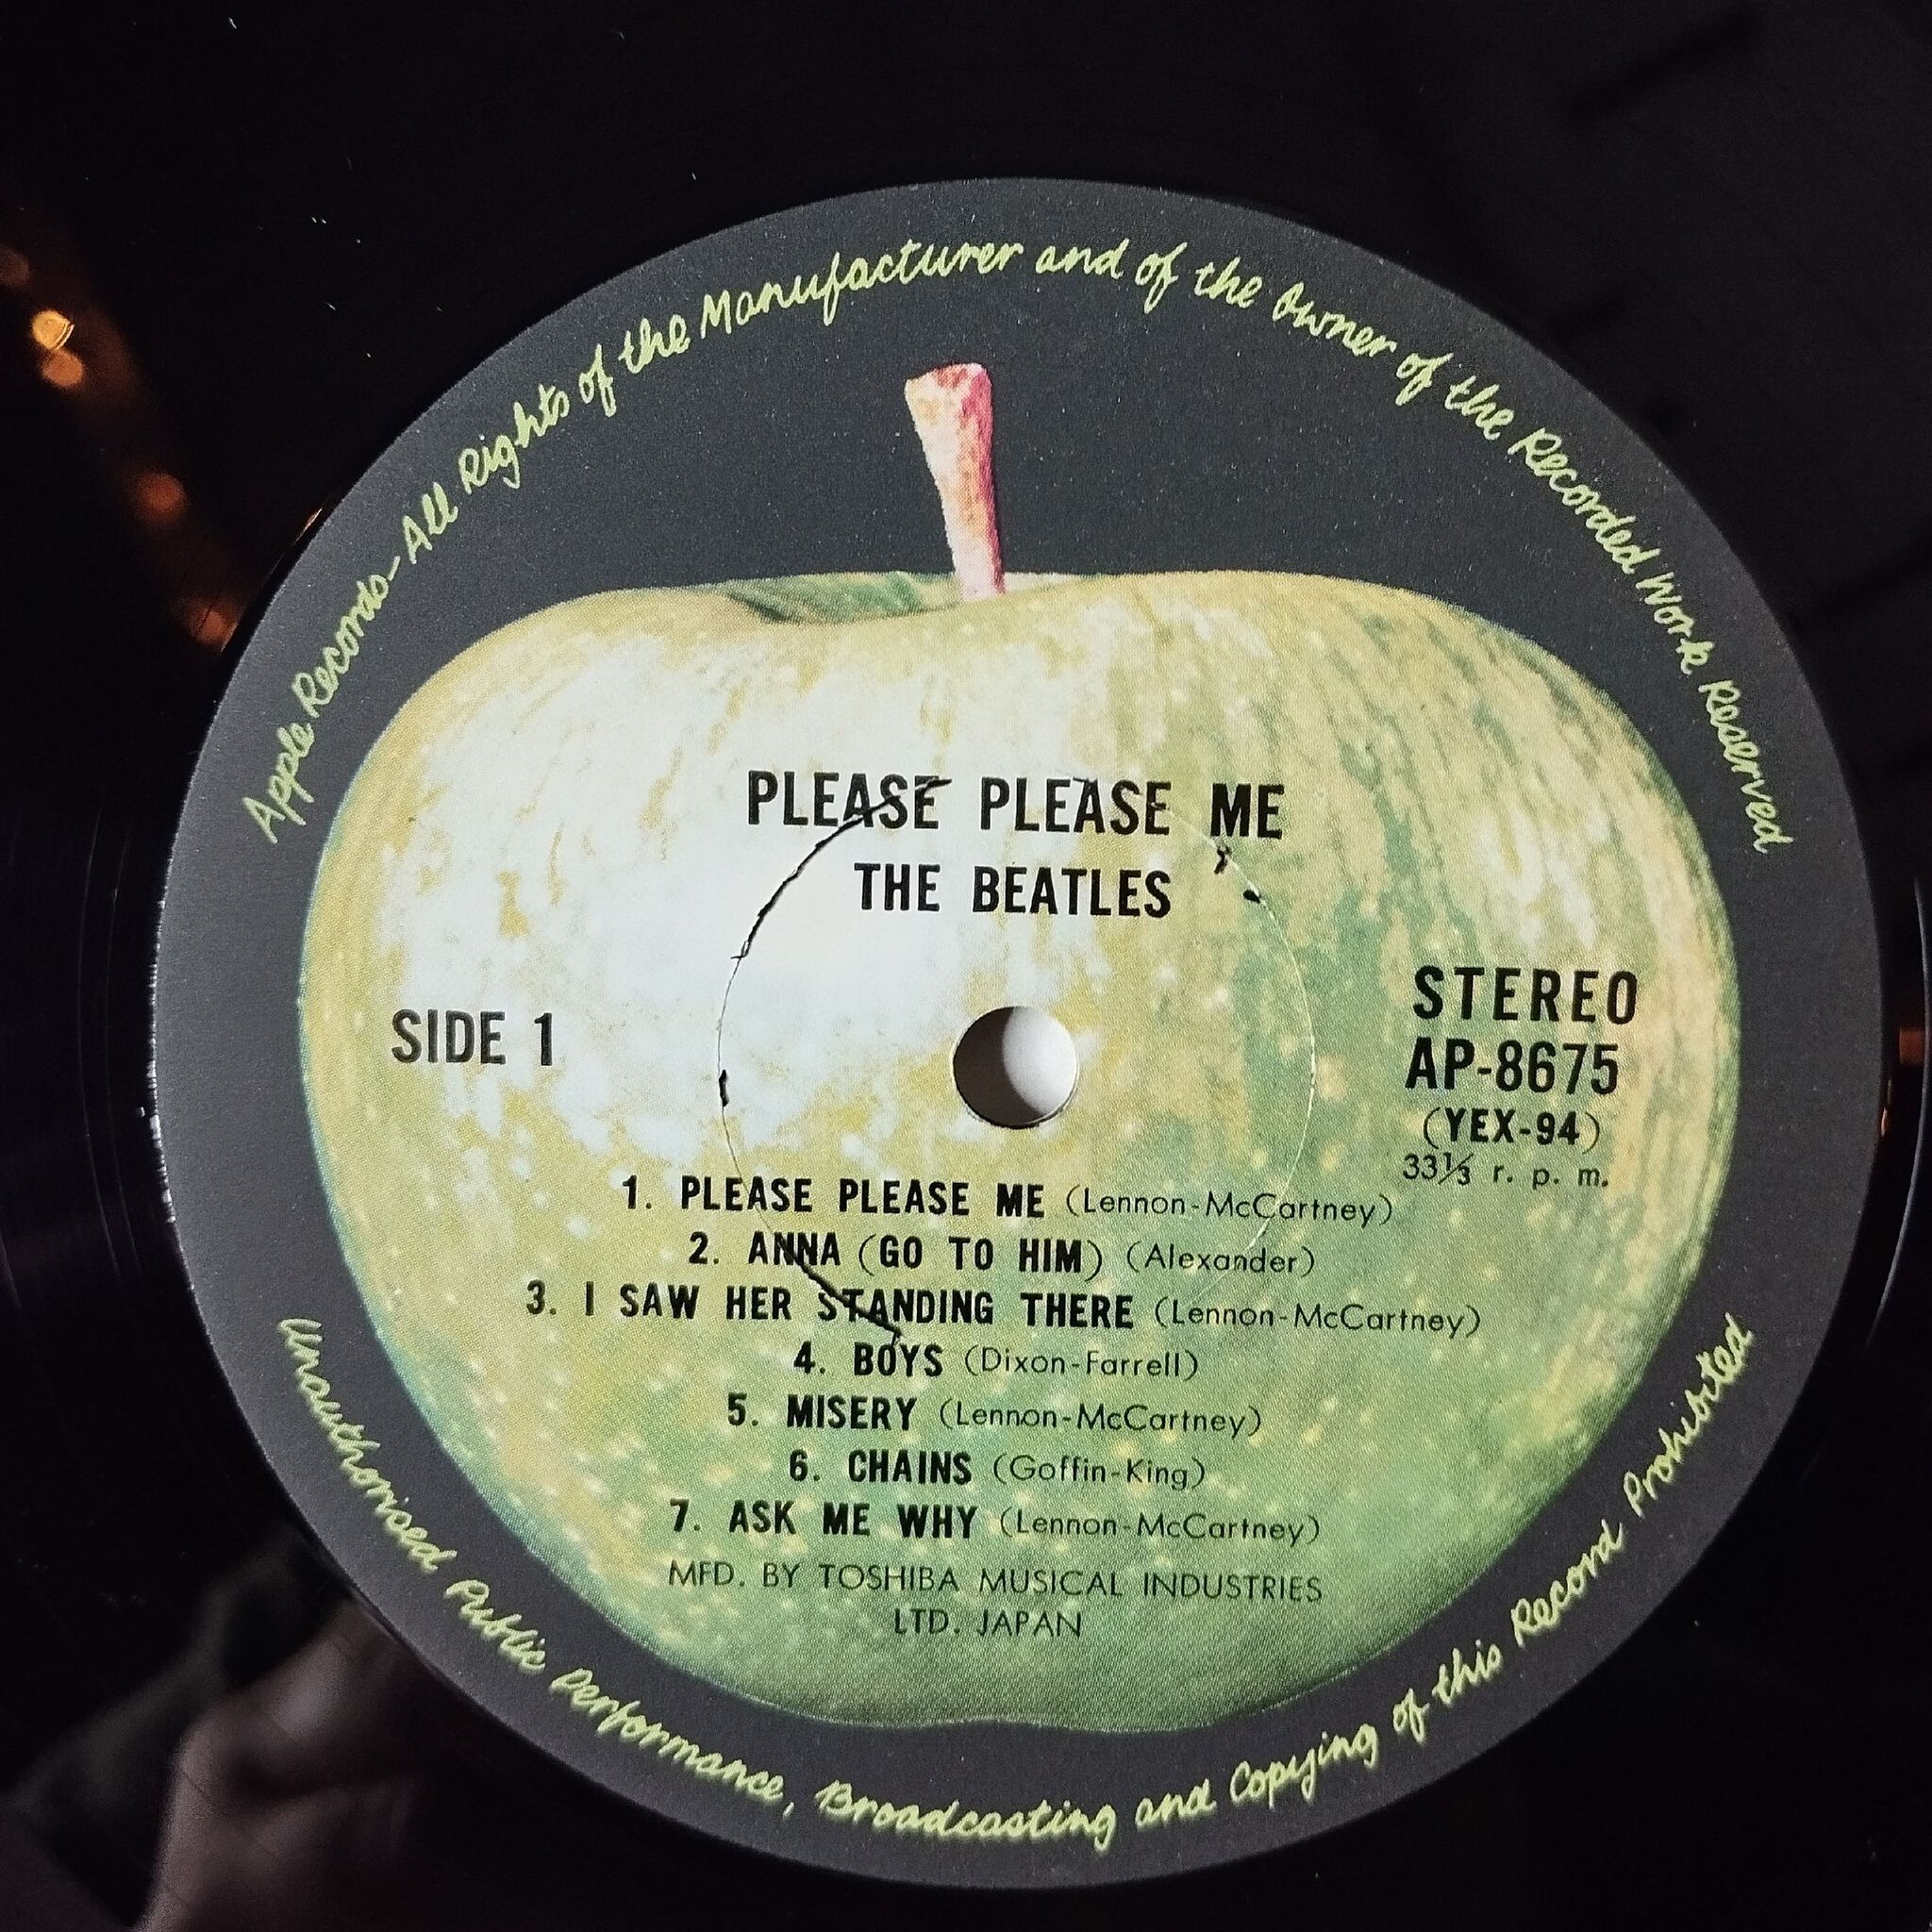 Apple Records-All Rights of the Manufacturer and of the Owner of the Recorded Work Reserved
PLEASE PLEASE ME
THE BEATLES
SIDE 1
STEREO
AP-8675
(YEX-94)
33⅓ r. p. m.
1. PLEASE PLEASE ME (Lennon-McCartney)
2. ANNA (GO TO HIM) (Alexander)
3. I SAW HER STANDING THERE (Lennon-McCartney)
4. BOYS (Dixon-Farrell)
5. MISERY (Lennon-McCartney)
6. CHAINS (Goffin-King)
7. ASK ME WHY (Lennon-McCartney)
MFD. BY TOSHIBA MUSICAL INDUSTRIES
LTD. JAPAN
Unauthorised Public Performance, Broadcasting and Copying of this Record Prohibited